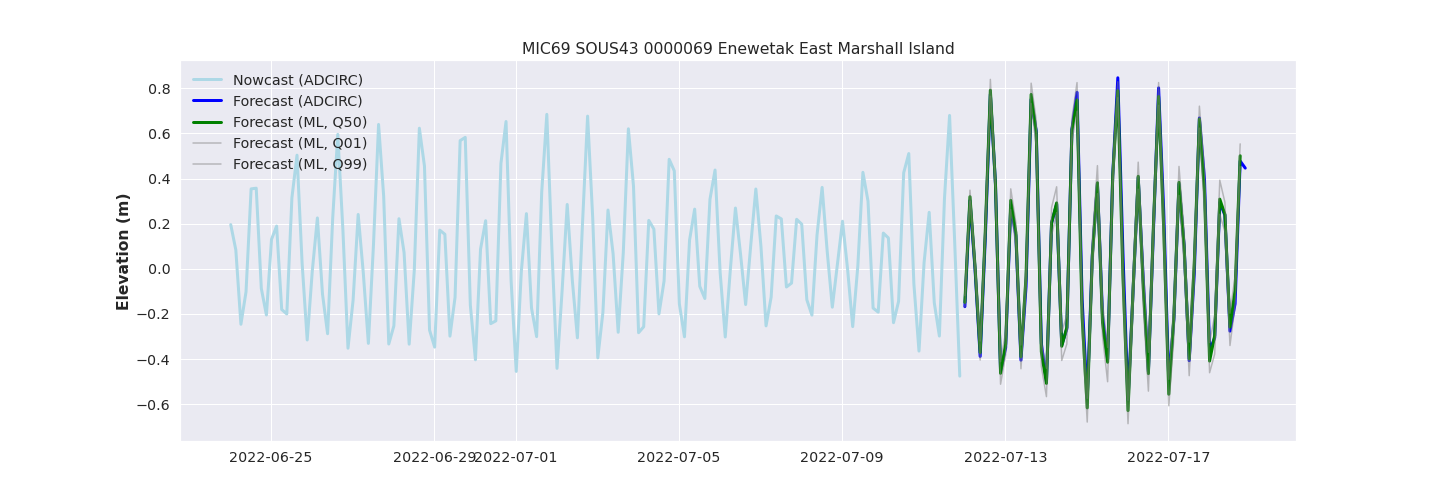 MIC69 SOUS43 0000069 Enewetak East Marshall Island
Nowcast (ADCIRC)
Forecast (ADCIRC)
Forecast (ML, Q50)
Forecast (ML, Q01)
Forecast (ML, Q99)
Elevation (m)
0.8
0.6
0.4
0.2
0.0
−0.2
−0.4
−0.6
2022-06-25 2022-06-29 2022-07-01 2022-07-05 2022-07-09 2022-07-13 2022-07-17